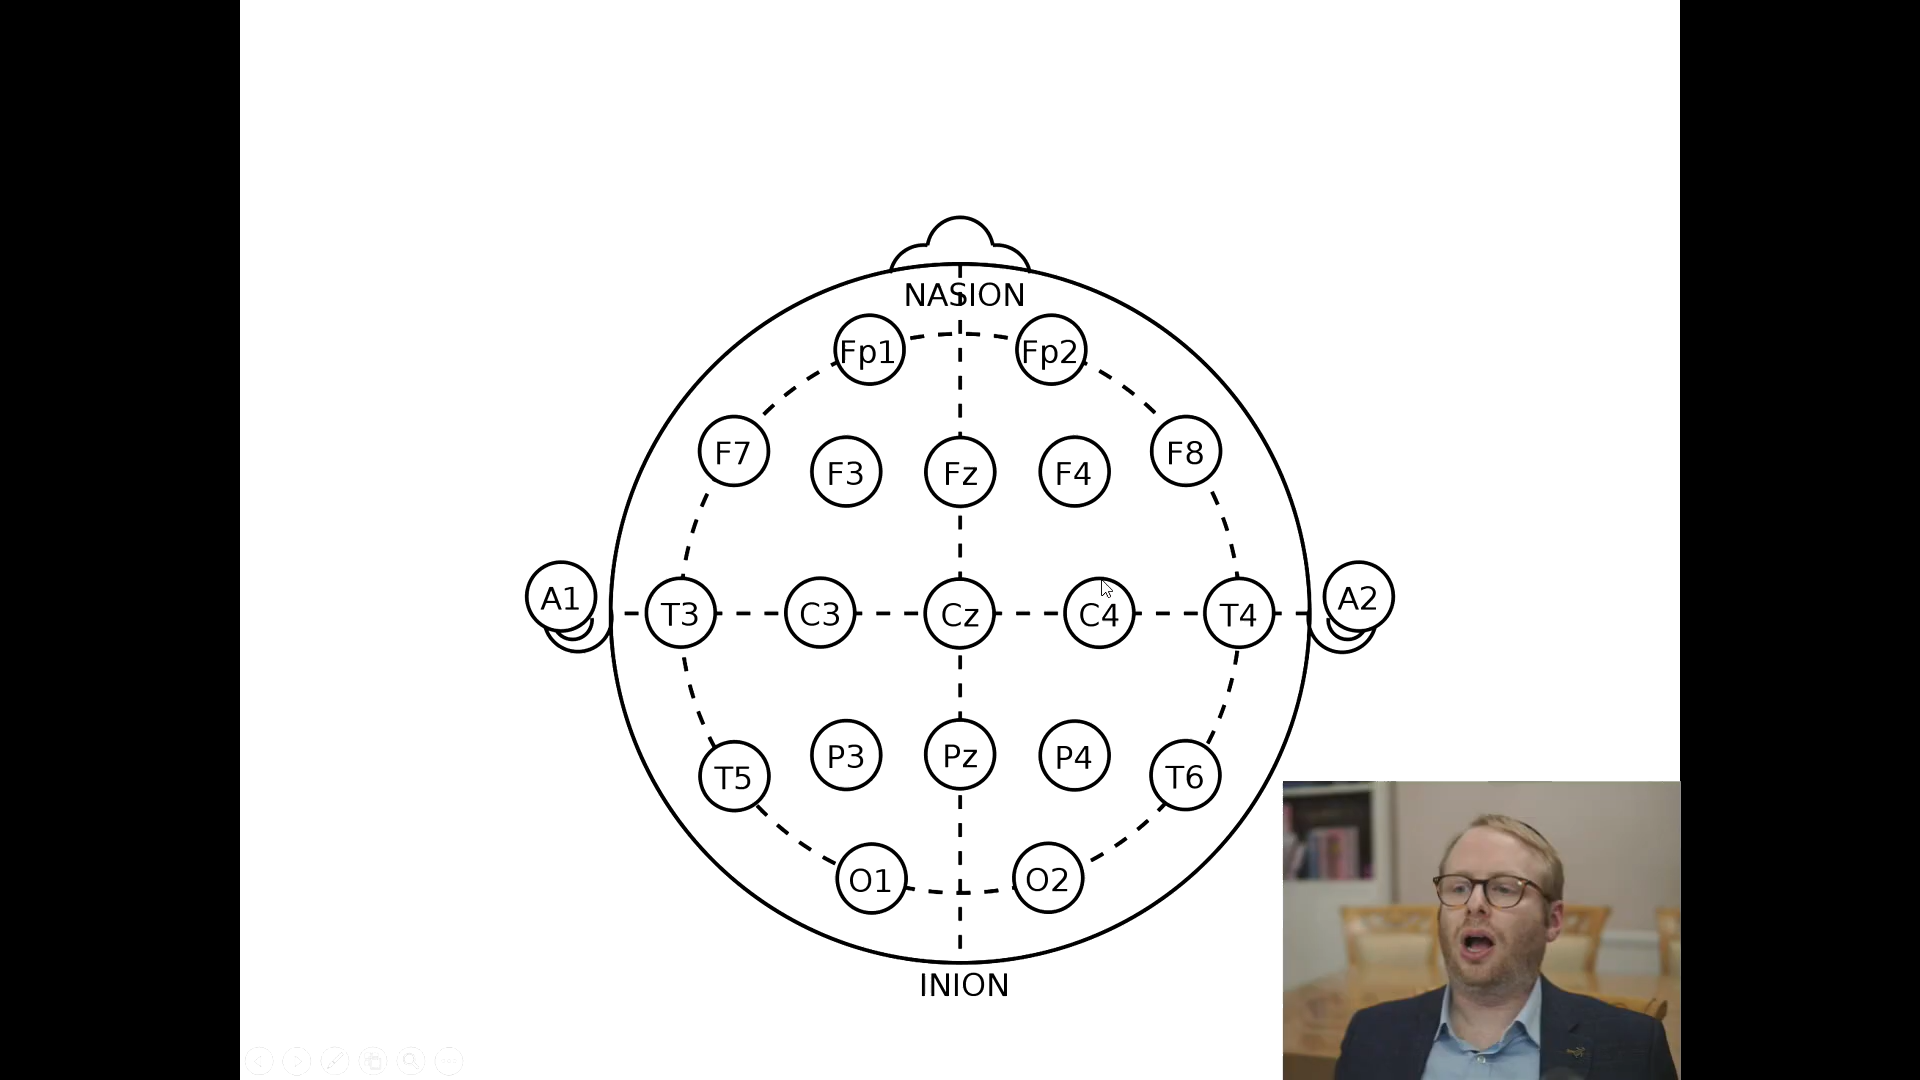 NASION
Fp1 Fp2
F7 F3 Fz F4 F8
A1 T3 C3 Cz C4 T4 A2
T5 P3 Pz P4 T6
O1 O2
INION